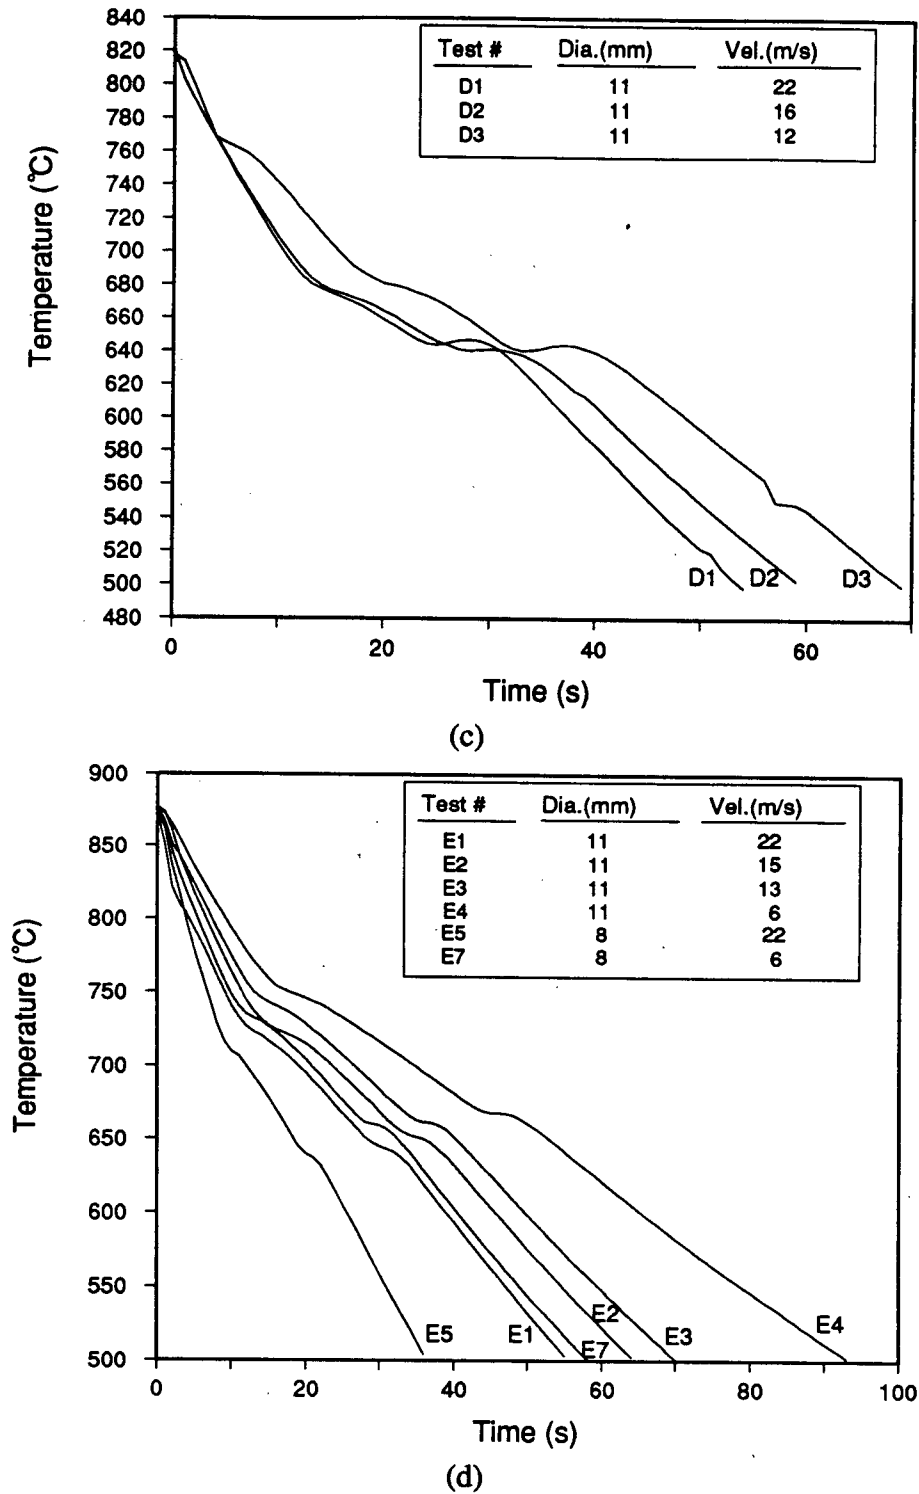 840
820
800
780
760
740
720
700
680
660
640
620
600
580
560
540
520
500
480
Temperature (°C)
Test # Dia.(mm) Vel.(m/s)
D1 11 22
D2 11 16
D3 11 12
D1 D2 D3
0 20 40 60
Time (s)
(c)
900
850
800
750
700
650
600
550
500
Temperature (°C)
Test # Dia.(mm) Vel.(m/s)
E1 11 22
E2 11 15
E3 11 13
E4 11 6
E5 8 22
E7 8 6
E5 E1 E7 E2 E3 E4
0 20 40 60 80 100
Time (s)
(d)